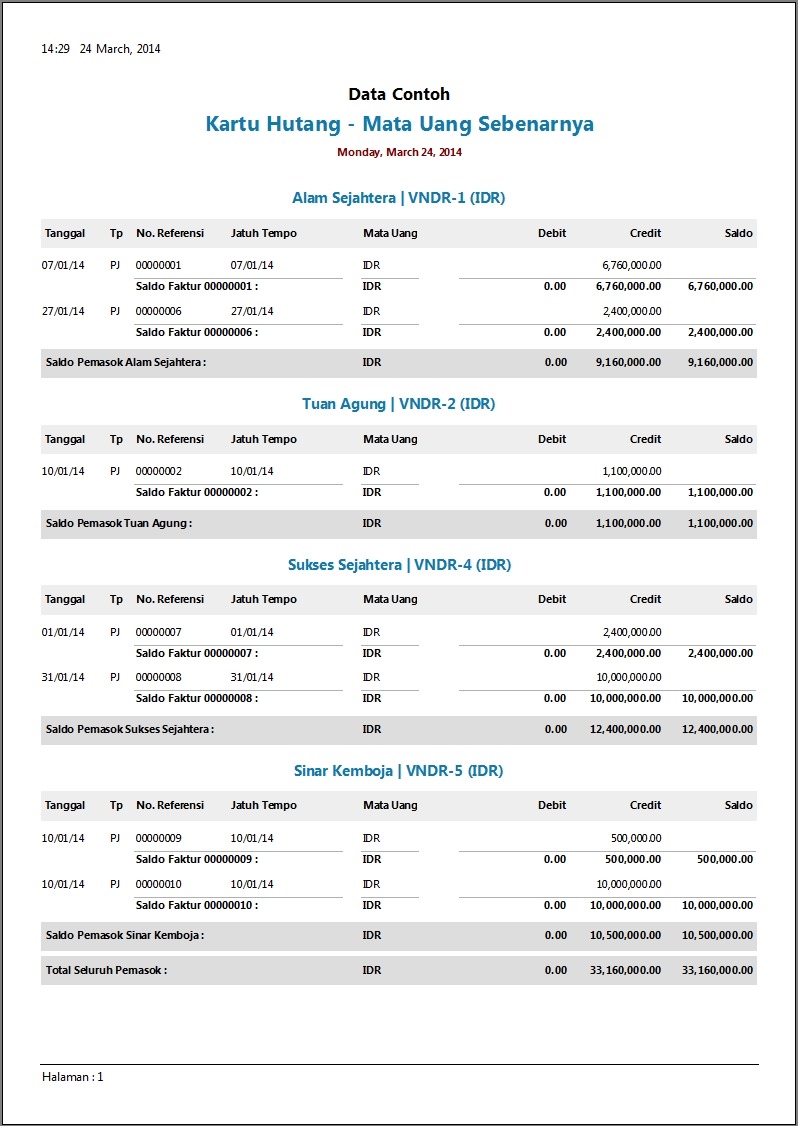 14:29 24 March, 2014
Data Contoh
Kartu Hutang - Mata Uang Sebenarnya
Monday, March 24, 2014
Alam Sejahtera | VNDR-1 (IDR)
Tanggal Tp No. Referensi Jatuh Tempo Mata Uang Debit Credit Saldo
07/01/14 PJ 00000001 07/01/14 IDR 6,760,000.00
Saldo Faktur 00000001 : IDR 0.00 6,760,000.00 6,760,000.00
27/01/14 PJ 00000006 27/01/14 IDR 2,400,000.00
Saldo Faktur 00000006 : IDR 0.00 2,400,000.00 2,400,000.00
Saldo Pemasok Alam Sejahtera : IDR 0.00 9,160,000.00 9,160,000.00
Tuan Agung | VNDR-2 (IDR)
Tanggal Tp No. Referensi Jatuh Tempo Mata Uang Debit Credit Saldo
10/01/14 PJ 00000002 10/01/14 IDR 1,100,000.00
Saldo Faktur 00000002 : IDR 0.00 1,100,000.00 1,100,000.00
Saldo Pemasok Tuan Agung : IDR 0.00 1,100,000.00 1,100,000.00
Sukses Sejahtera | VNDR-4 (IDR)
Tanggal Tp No. Referensi Jatuh Tempo Mata Uang Debit Credit Saldo
01/01/14 PJ 00000007 01/01/14 IDR 2,400,000.00
Saldo Faktur 00000007 : IDR 0.00 2,400,000.00 2,400,000.00
31/01/14 PJ 00000008 31/01/14 IDR 10,000,000.00
Saldo Faktur 00000008 : IDR 0.00 10,000,000.00 10,000,000.00
Saldo Pemasok Sukses Sejahtera : IDR 0.00 12,400,000.00 12,400,000.00
Sinar Kemboja | VNDR-5 (IDR)
Tanggal Tp No. Referensi Jatuh Tempo Mata Uang Debit Credit Saldo
10/01/14 PJ 00000009 10/01/14 IDR 500,000.00
Saldo Faktur 00000009 : IDR 0.00 500,000.00 500,000.00
10/01/14 PJ 00000010 10/01/14 IDR 10,000,000.00
Saldo Faktur 00000010 : IDR 0.00 10,000,000.00 10,000,000.00
Saldo Pemasok Sinar Kemboja : IDR 0.00 10,500,000.00 10,500,000.00
Total Seluruh Pemasok : IDR 0.00 33,160,000.00 33,160,000.00
Halaman : 1